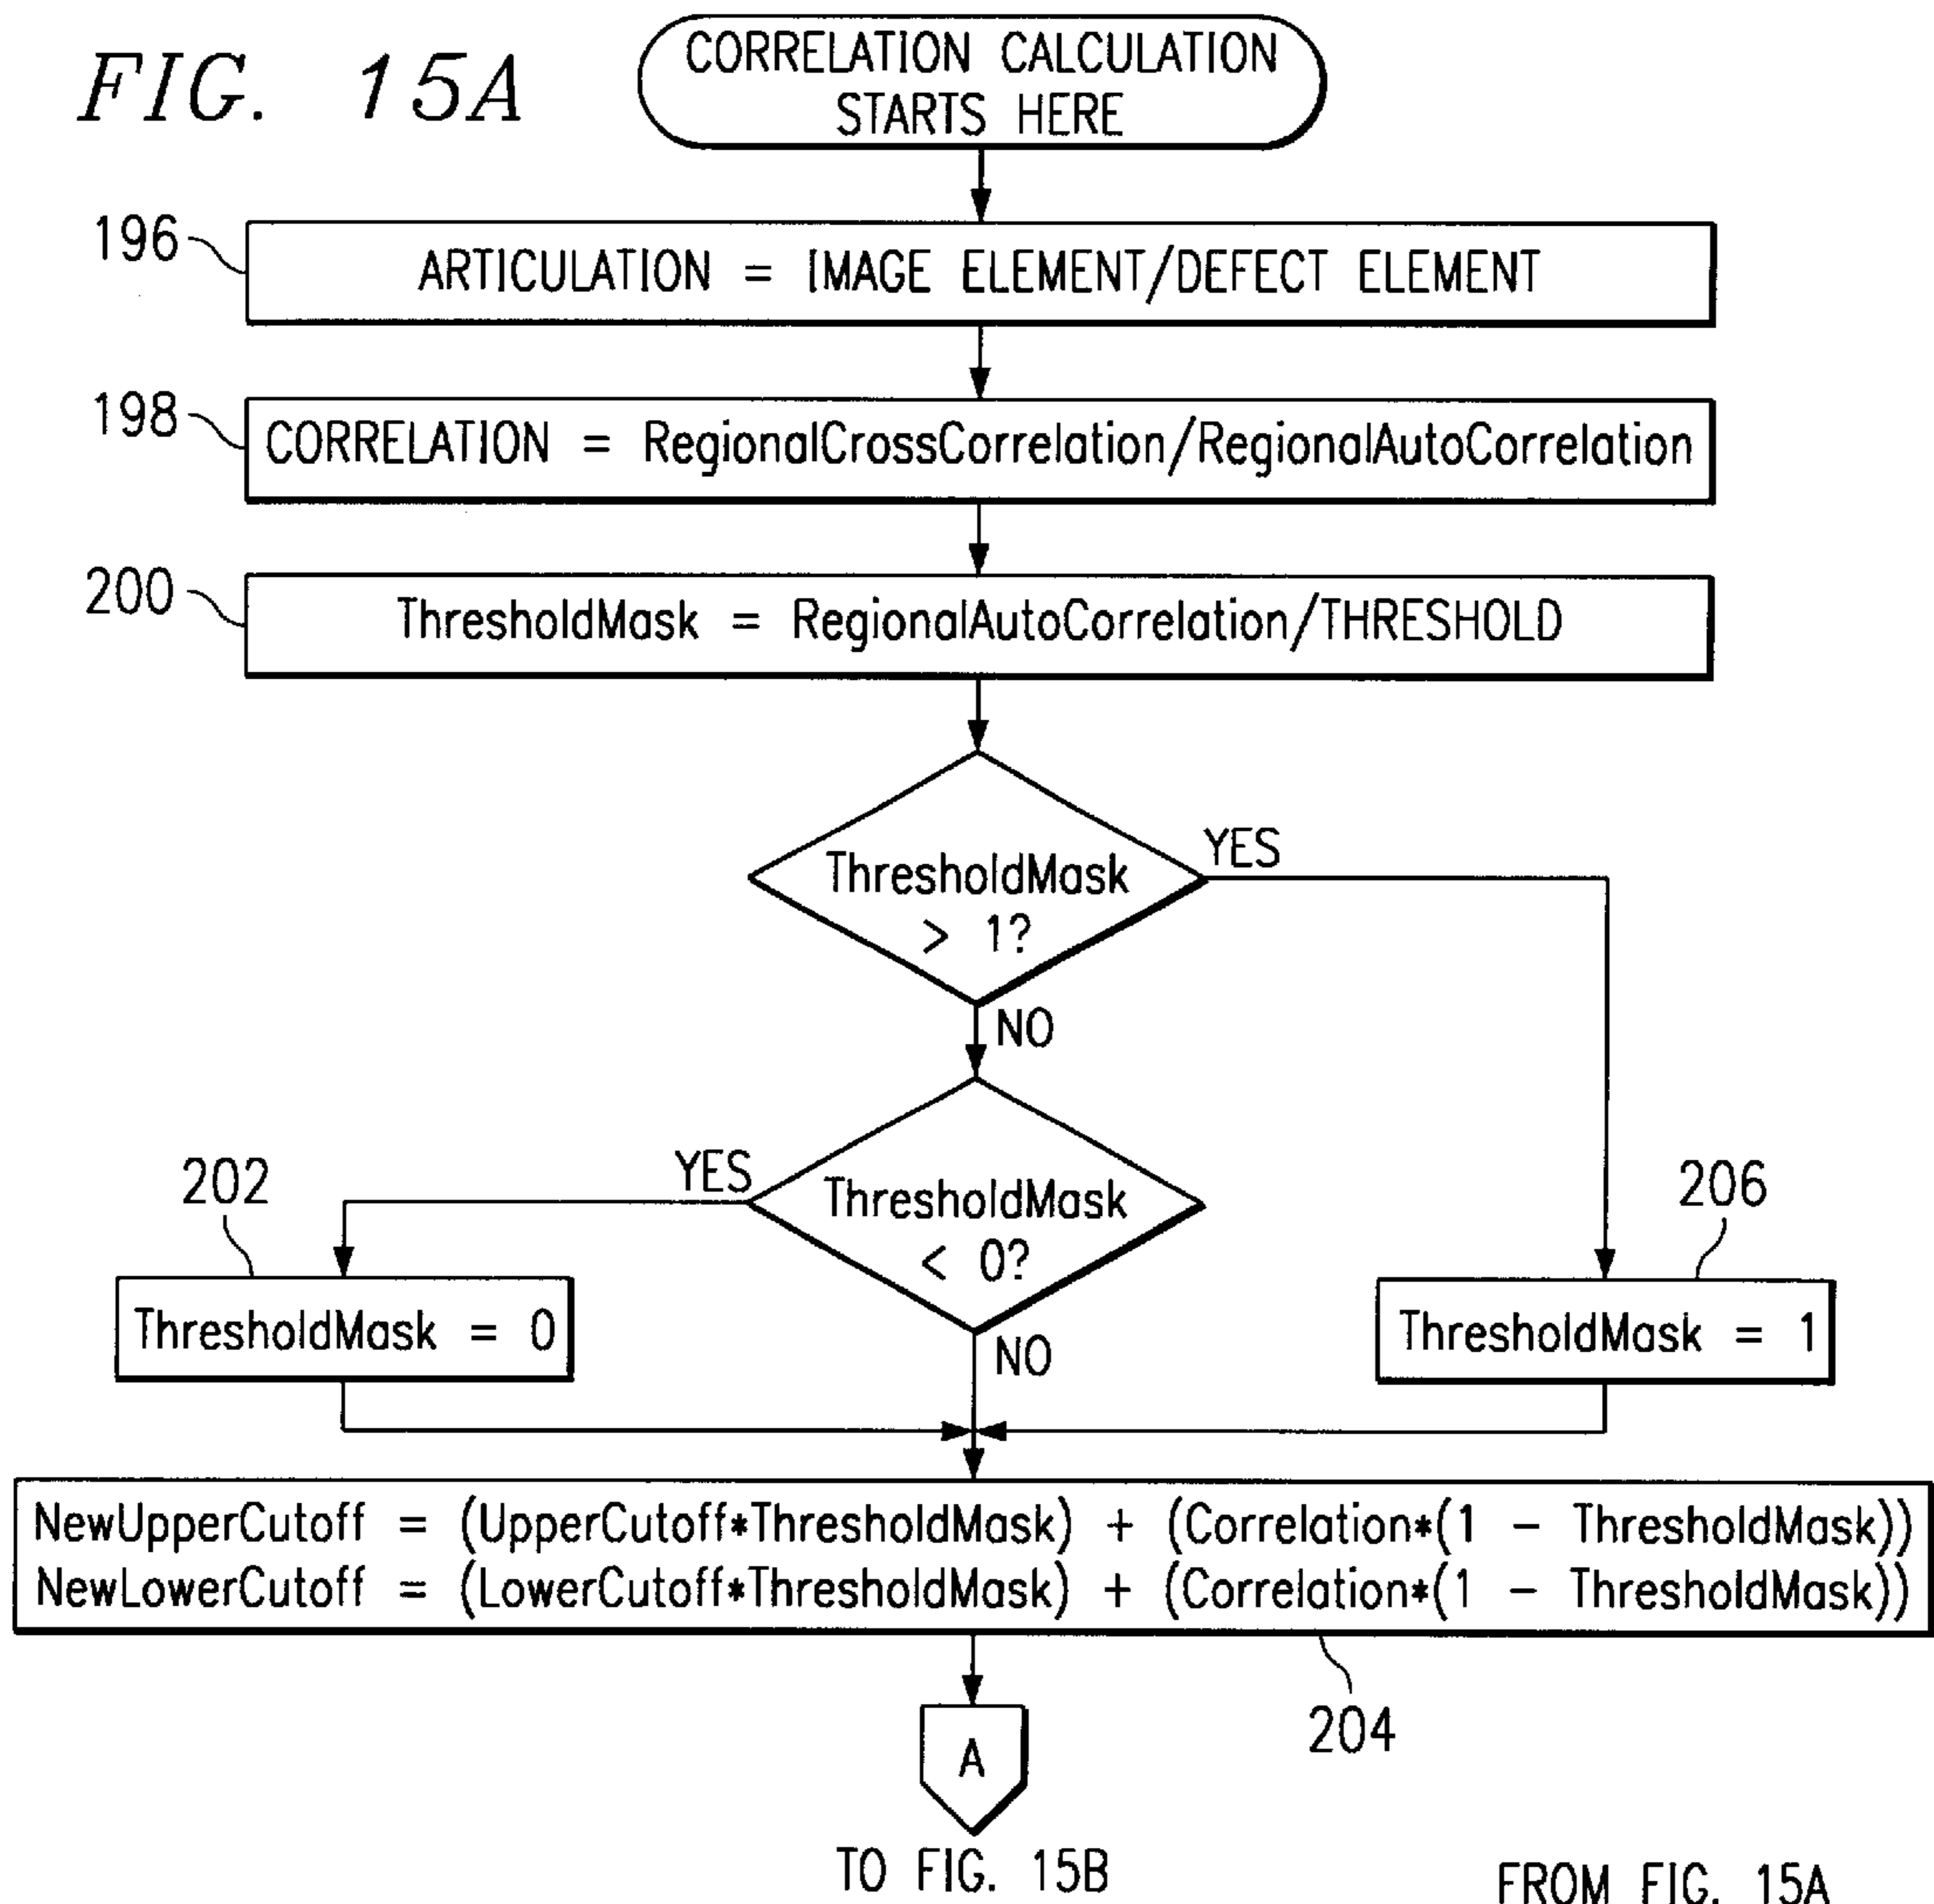 FIG. 15A
CORRELATION CALCULATION
STARTS HERE
196
ARTICULATION = IMAGE ELEMENT/DEFECT ELEMENT
198
CORRELATION = RegionalCrossCorrelation/RegionalAutoCorrelation
200
ThresholdMask = RegionalAutoCorrelation/THRESHOLD
ThresholdMask
> 1?
YES
NO
ThresholdMask
< 0?
YES
NO
202
ThresholdMask = 0
206
ThresholdMask = 1
NewUpperCutoff = (UpperCutoff*ThresholdMask) + (Correlation*(1 - ThresholdMask))
NewLowerCutoff = (LowerCutoff*ThresholdMask) + (Correlation*(1 - ThresholdMask))
204
A
TO FIG. 15B
FROM FIG. 15A